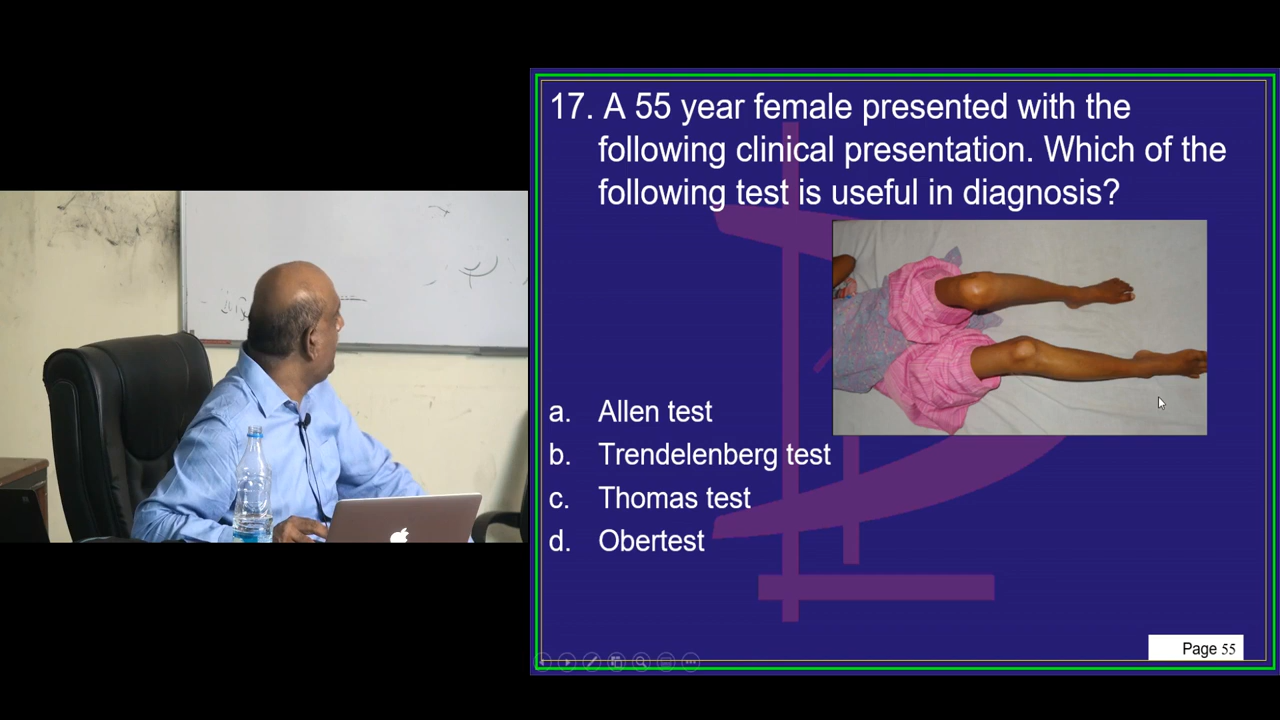 17. A 55 year female presented with the
following clinical presentation. Which of the
following test is useful in diagnosis?
a. Allen test
b. Trendelenberg test
c. Thomas test
d. Obertest
Page 55